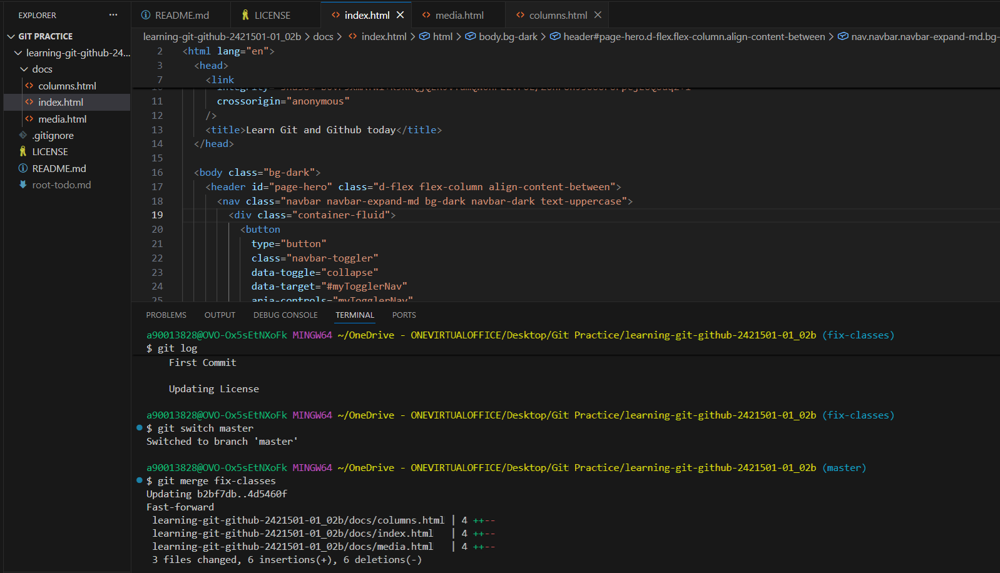 EXPLORER
GIT PRACTICE
learning-git-github-24...
docs
columns.html
index.html
media.html
.gitignore
LICENSE
README.md
root-todo.md
README.md
LICENSE
index.html
media.html
columns.html
learning-git-github-2421501-01_02b > docs > index.html > html > body.bg-dark > header#page-hero.d-flex.flex-column.align-content-between > nav.navbar.navbar-expand-md.bg-
2 <html lang="en">
3 <head>
7 <link
11 crossorigin="anonymous"
12 />
13 <title>Learn Git and Github today</title>
14 </head>
15
16 <body class="bg-dark">
17 <header id="page-hero" class="d-flex flex-column align-content-between">
18 <nav class="navbar navbar-expand-md bg-dark navbar-dark text-uppercase">
19 <div class="container-fluid">
20 <button
21 type="button"
22 class="navbar-toggler"
23 data-toggle="collapse"
24 data-target="#myTogglerNav"
25 aria-controls="myTogglerNav"
PROBLEMS OUTPUT DEBUG CONSOLE TERMINAL PORTS
a90013828@OVO-Ox5sEtNXoFk MINGW64 ~/OneDrive - ONEVIRTUALOFFICE/Desktop/Git Practice/learning-git-github-2421501-01_02b (fix-classes)
$ git log
First Commit
Updating License
a90013828@OVO-Ox5sEtNXoFk MINGW64 ~/OneDrive - ONEVIRTUALOFFICE/Desktop/Git Practice/learning-git-github-2421501-01_02b (fix-classes)
$ git switch master
Switched to branch 'master'
a90013828@OVO-Ox5sEtNXoFk MINGW64 ~/OneDrive - ONEVIRTUALOFFICE/Desktop/Git Practice/learning-git-github-2421501-01_02b (master)
$ git merge fix-classes
Updating b2bf7db..4d5460f
Fast-forward
learning-git-github-2421501-01_02b/docs/columns.html | 4 ++--
learning-git-github-2421501-01_02b/docs/index.html | 4 ++--
learning-git-github-2421501-01_02b/docs/media.html | 4 ++--
3 files changed, 6 insertions(+), 6 deletions(-)